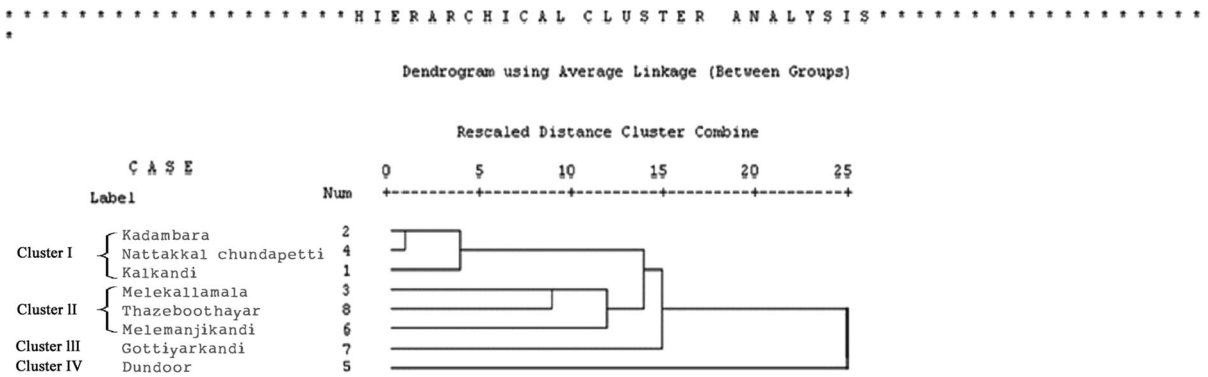 * * * * * * * * * * * * * * * * * * * H I E R A R C H I C A L   C L U S T E R   A N A L Y S I S * * * * * * * * * * * * * * * * * *
*
Dendrogram using Average Linkage (Between Groups)
Rescaled Distance Cluster Combine
C A S E 0 5 10 15 20 25
Label Num +---------+---------+---------+---------+---------+
Kadambara 2
Cluster I Nattakkal chundapetti 4
Kalkandi 1
Melekallamala 3
Cluster lI Thazeboothayar 8
Melemanjikandi 6
Cluster lII Gottiyarkandi 7
Cluster IV Dundoor 5